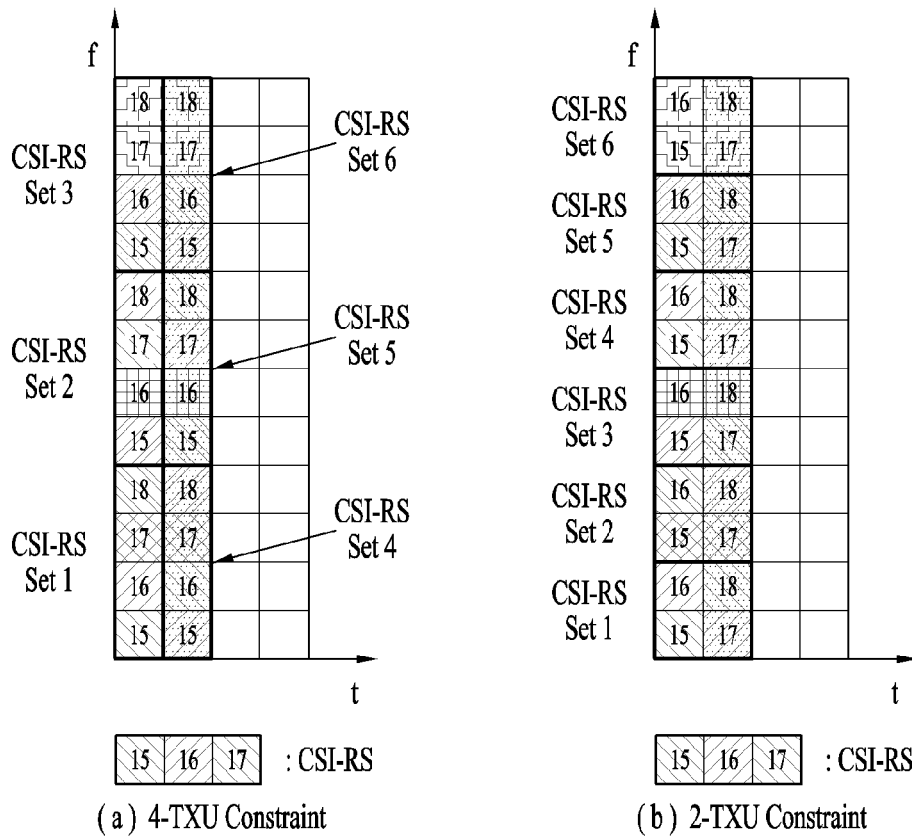 f
f
18 18
17 17
16 16
15 15
18 18
17 17
16 16
15 15
18 18
17 17
16 16
15 15
CSI-RS
Set 3
CSI-RS
Set 2
CSI-RS
Set 1
CSI-RS
Set 6
CSI-RS
Set 5
CSI-RS
Set 4
t
15 16 17 : CSI-RS
( a ) 4-TXU Constraint
CSI-RS
Set 6
CSI-RS
Set 5
CSI-RS
Set 4
CSI-RS
Set 3
CSI-RS
Set 2
CSI-RS
Set 1
16 18
15 17
16 18
15 17
16 18
15 17
16 18
15 17
16 18
15 17
16 18
15 17
t
15 16 17 : CSI-RS
( b ) 2-TXU Constraint